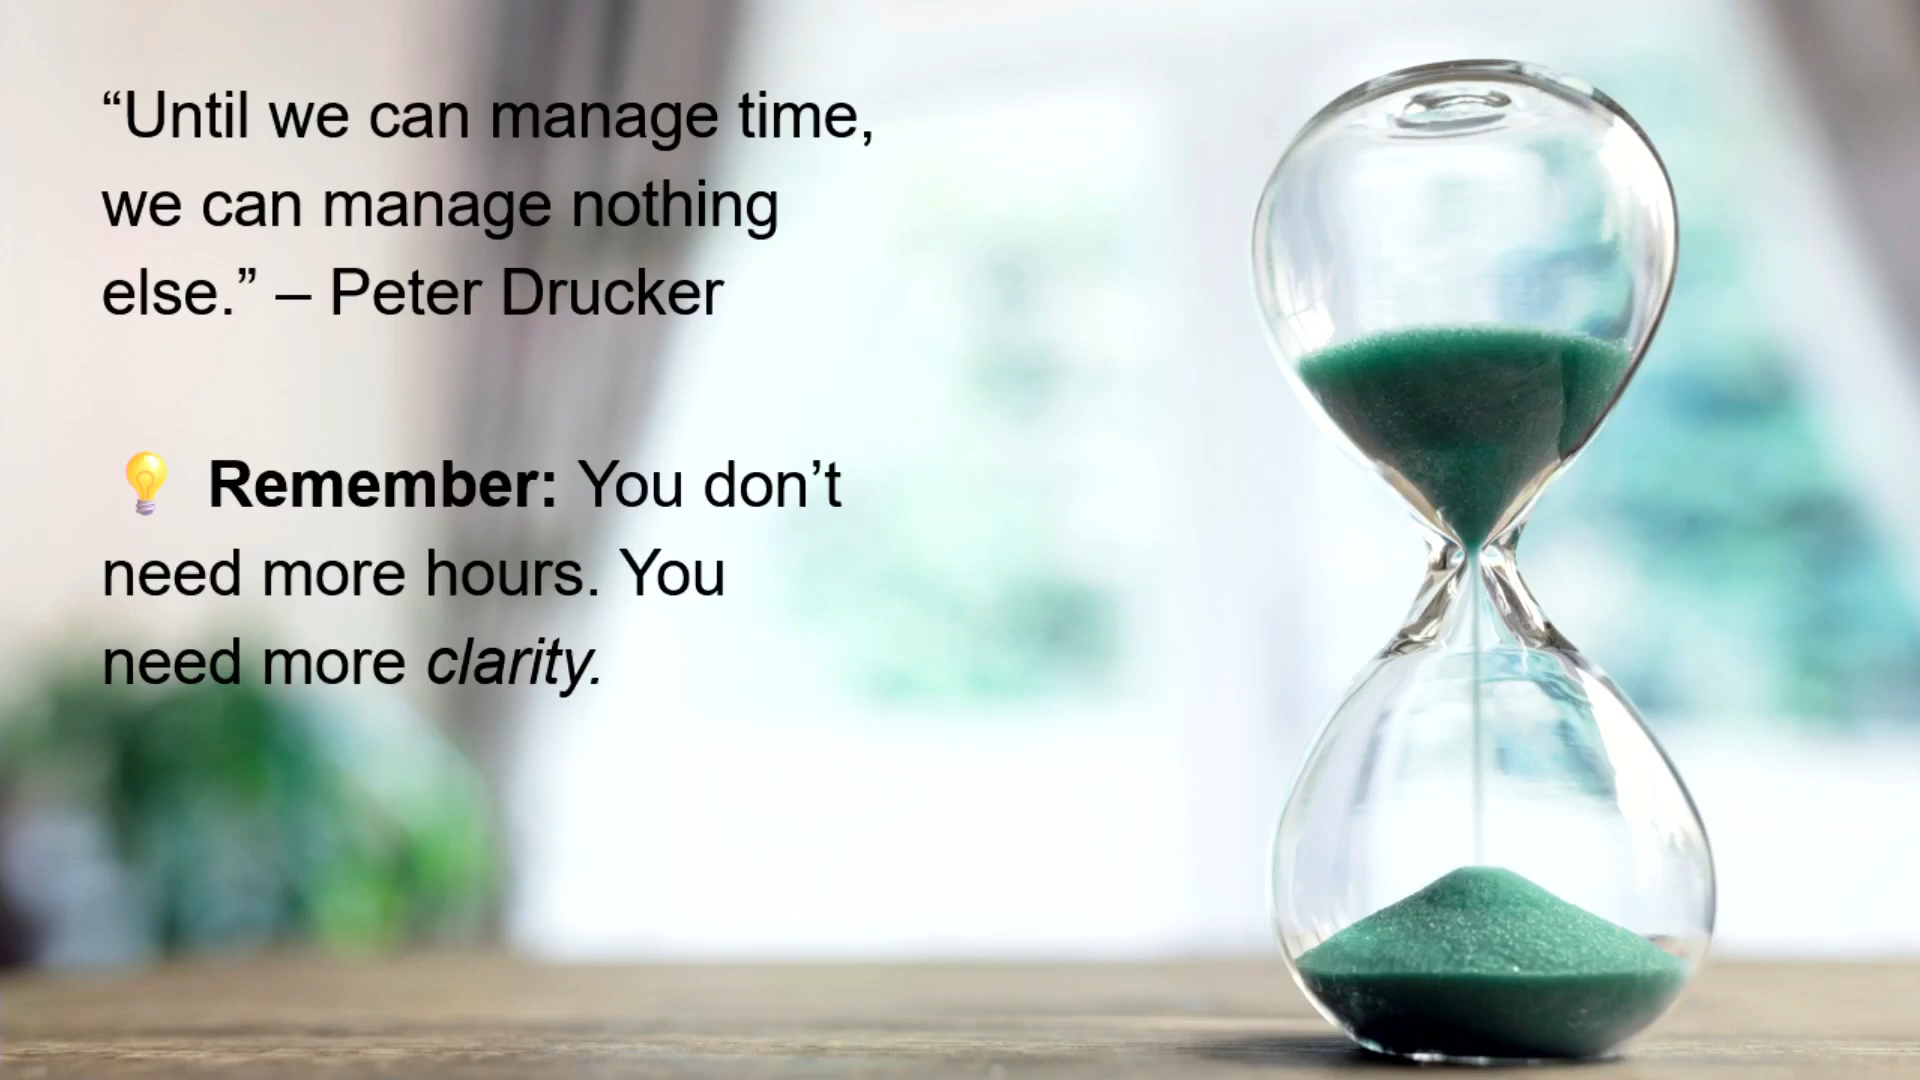 “Until we can manage time,
we can manage nothing
else.” – Peter Drucker
💡 Remember: You don’t
need more hours. You
need more clarity.